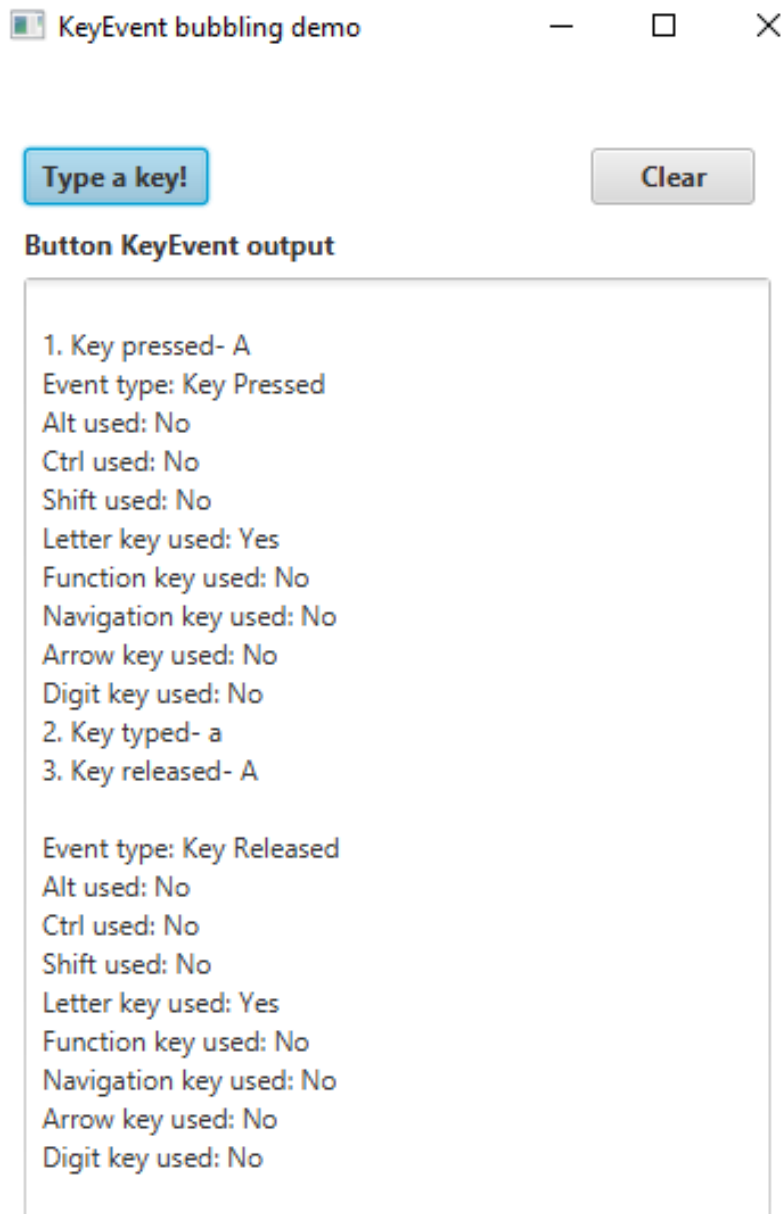 KeyEvent bubbling demo
Type a key!
Clear
Button KeyEvent output
1. Key pressed- A
Event type: Key Pressed
Alt used: No
Ctrl used: No
Shift used: No
Letter key used: Yes
Function key used: No
Navigation key used: No
Arrow key used: No
Digit key used: No
2. Key typed- a
3. Key released- A
Event type: Key Released
Alt used: No
Ctrl used: No
Shift used: No
Letter key used: Yes
Function key used: No
Navigation key used: No
Arrow key used: No
Digit key used: No